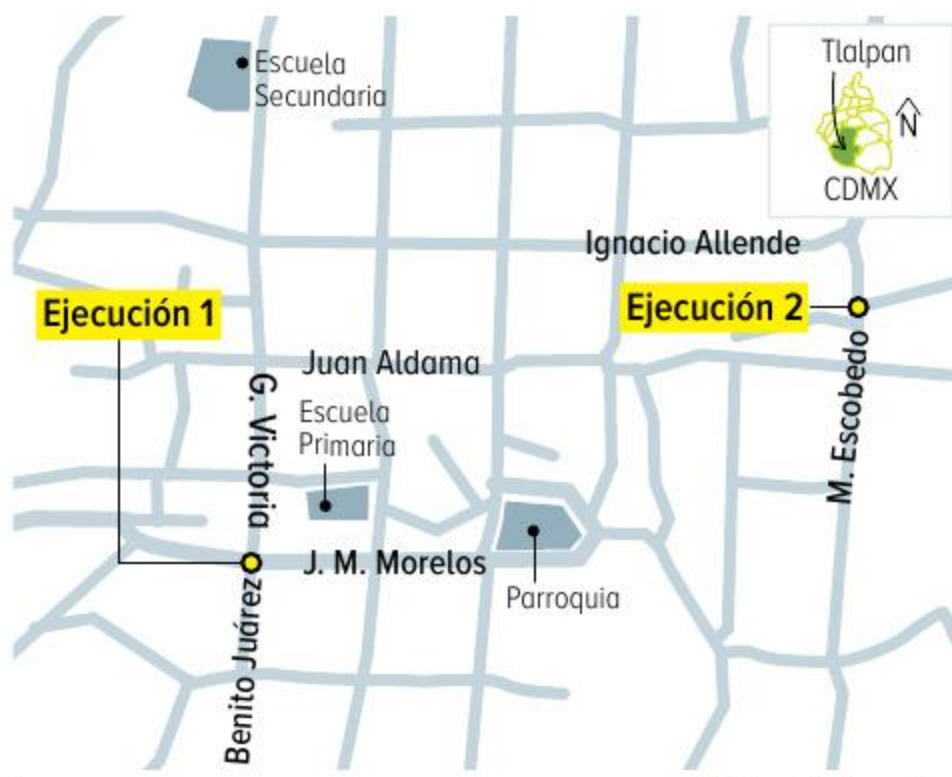 Escuela
Secundaria
Tlalpan
N
CDMX
Ignacio Allende
Ejecución 1
Ejecución 2
Juan Aldama
G. Victoria
Escuela
Primaria
M. Escobedo
J. M. Morelos
Parroquia
Benito Juárez